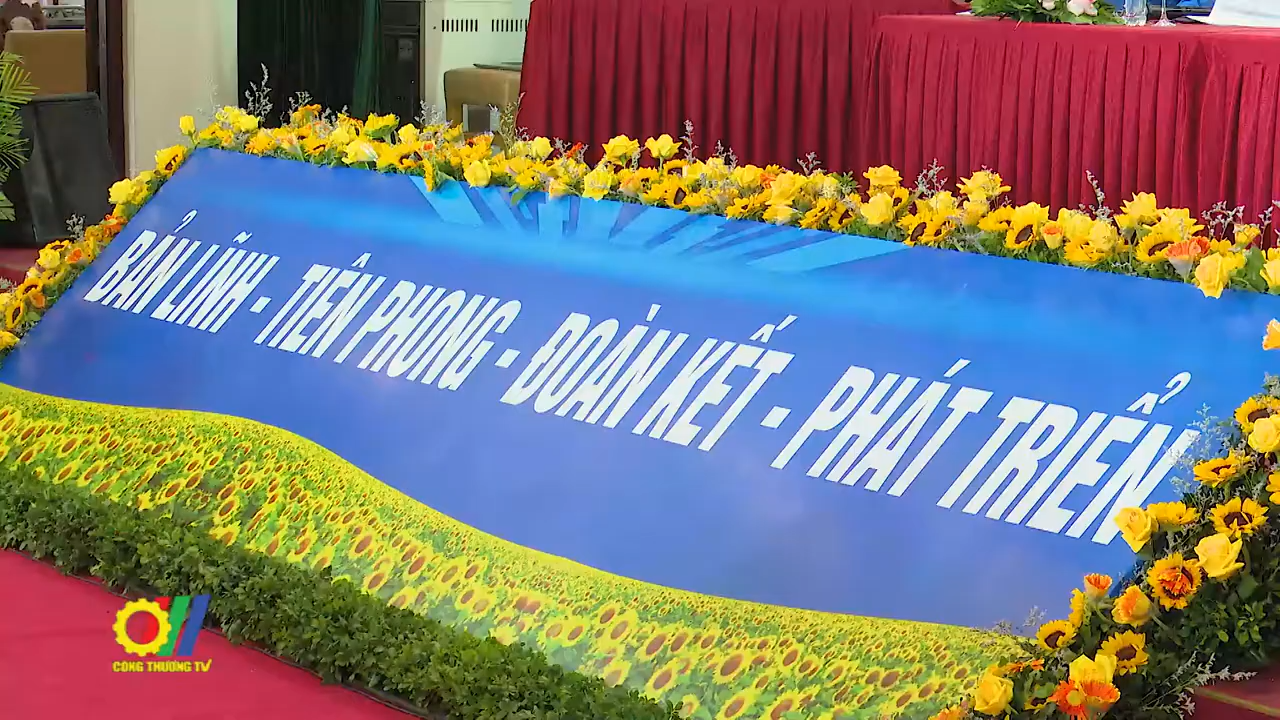 BẢN LĨNH - TIÊN PHONG - ĐOÀN KẾT - PHÁT TRIỂN
CÔNG THƯƠNG TV